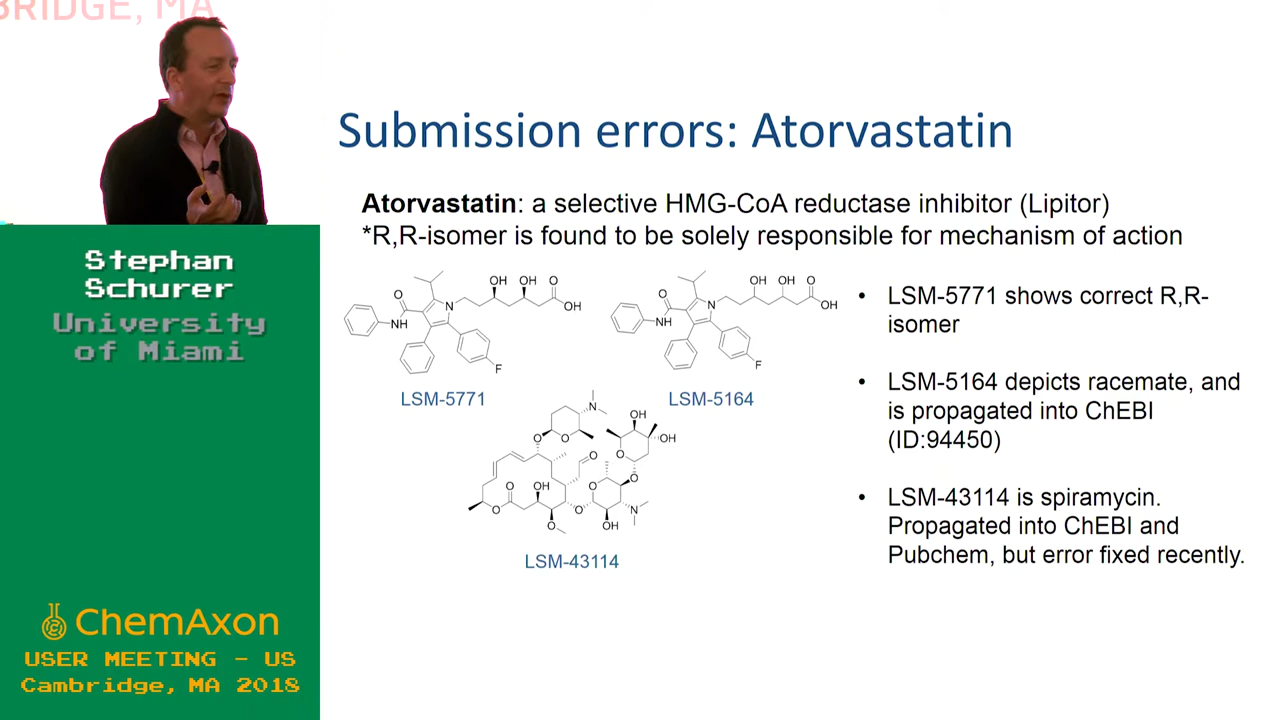 BRIDGE, MA
Submission errors: Atorvastatin
Atorvastatin: a selective HMG-CoA reductase inhibitor (Lipitor)
*R,R-isomer is found to be solely responsible for mechanism of action
OH OH O
OH
O
N
NH
F
LSM-5771
OH OH O
OH
O
N
NH
F
LSM-5164
N
O
O
OH
OH
O
O
O
O
OH
O
O
O
O
N
OH
O
LSM-43114
• LSM-5771 shows correct R,R-
isomer
• LSM-5164 depicts racemate, and
is propagated into ChEBI
(ID:94450)
• LSM-43114 is spiramycin.
Propagated into ChEBI and
Pubchem, but error fixed recently.
Stephan
Schurer
University
of Miami
ChemAxon
USER MEETING - US
Cambridge, MA 2018